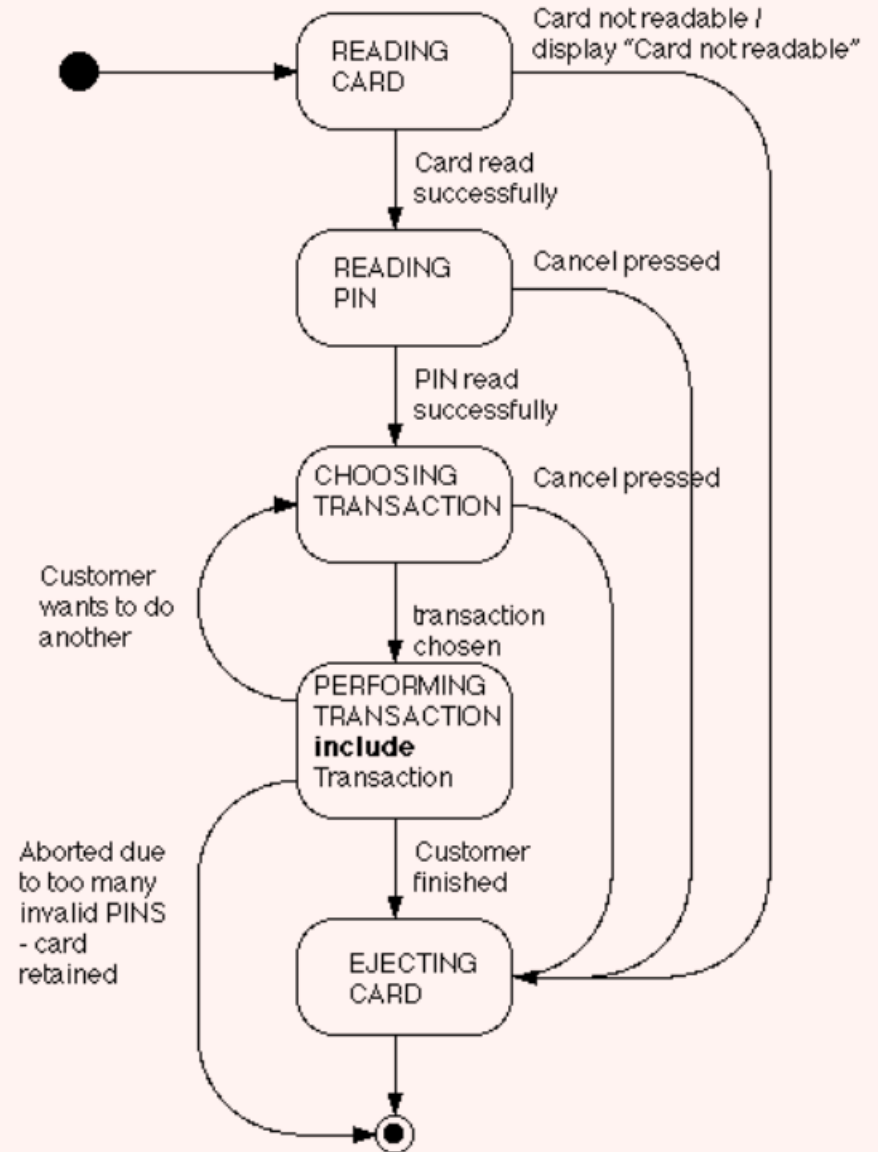 READING
CARD
Card not readable /
display “Card not readable”
Card read
successfully
READING
PIN
Cancel pressed
PIN read
successfully
CHOOSING
TRANSACTION
Cancel pressed
Customer
wants to do
another
transaction
chosen
PERFORMING
TRANSACTION
include
Transaction
Aborted due
to too many
invalid PINS
- card
retained
Customer
finished
EJECTING
CARD